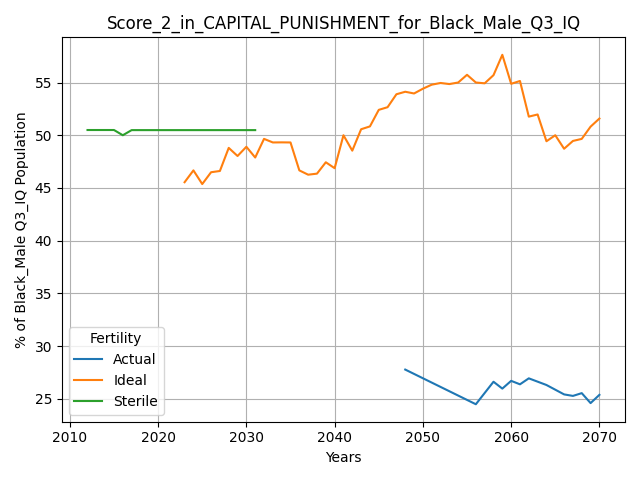 Score_2_in_CAPITAL_PUNISHMENT_for_Black_Male_Q3_IQ
% of Black_Male Q3_IQ Population
55
50
45
40
35
30
25
Fertility
Actual
Ideal
Sterile
2010 2020 2030 2040 2050 2060 2070
Years